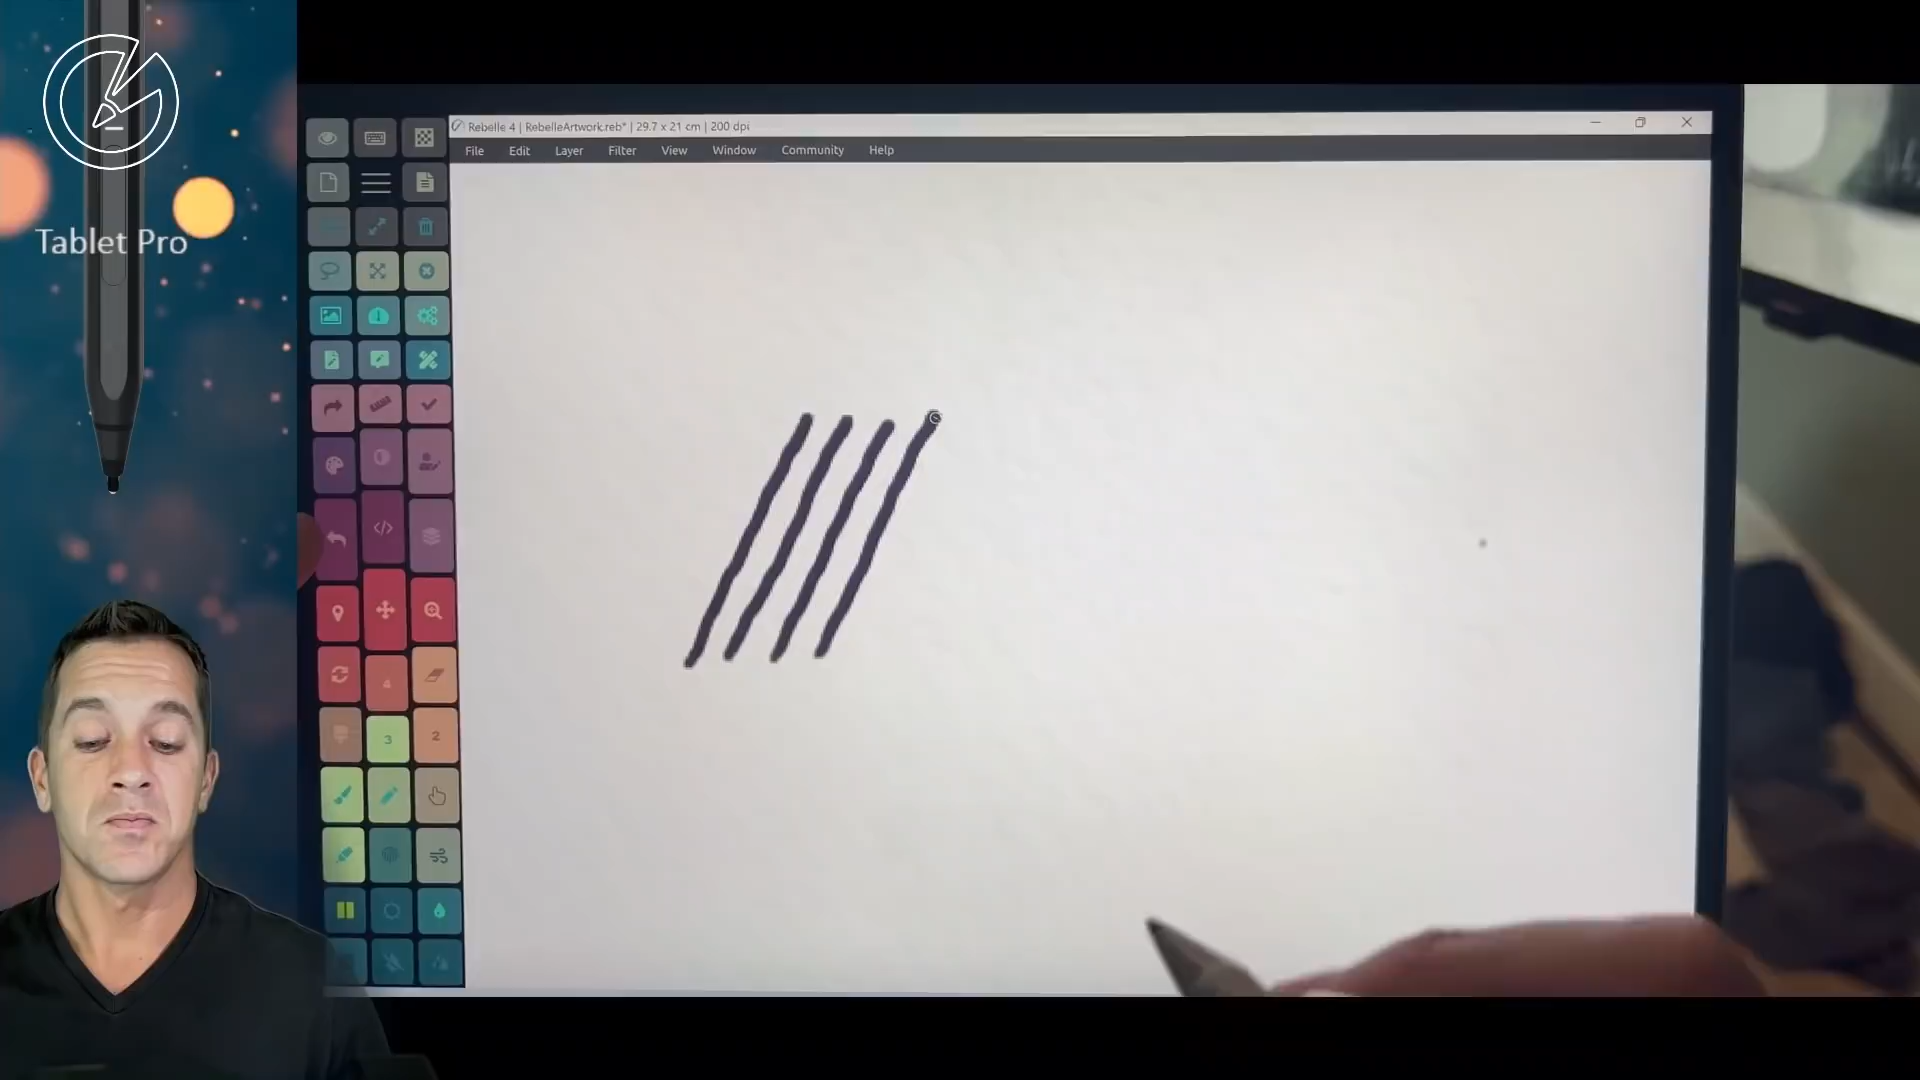 Tablet Pro
Rebelle 4 | RebelleArtwork.reb* | 29.7 x 21 cm | 200 dpi
File Edit Layer Filter View Window Community Help
4
3
2